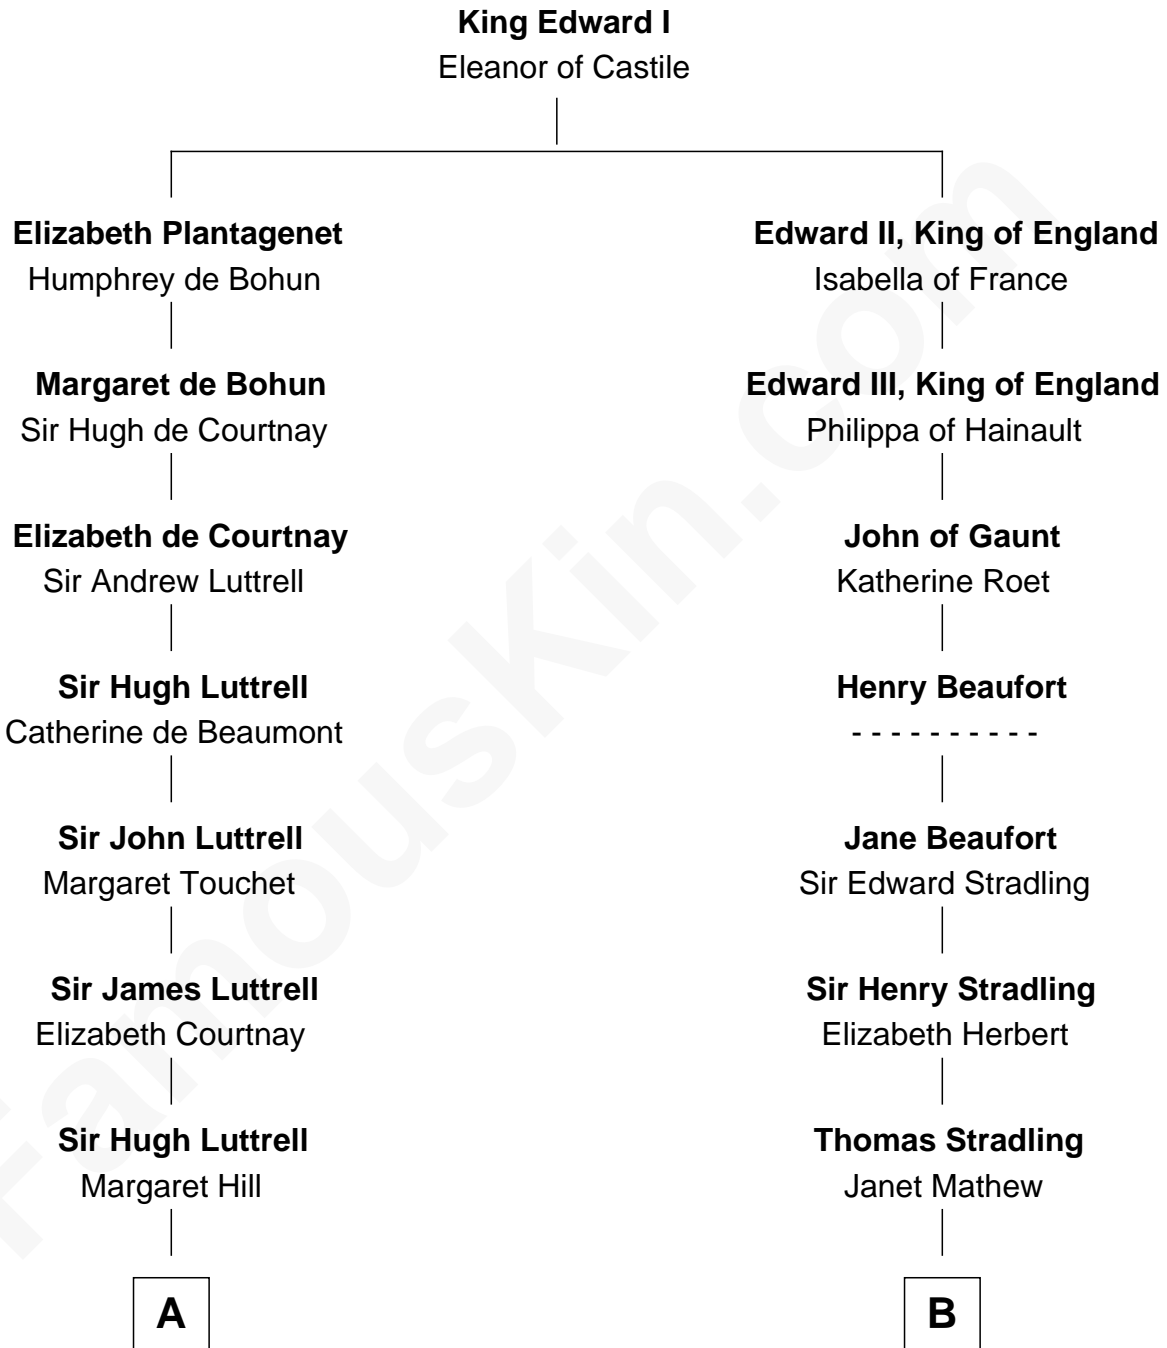 King Edward I
Eleanor of Castile
Elizabeth Plantagenet
Humphrey de Bohun
Edward II, King of England
Isabella of France
Margaret de Bohun
Sir Hugh de Courtnay
Edward III, King of England
Philippa of Hainault
Elizabeth de Courtnay
Sir Andrew Luttrell
John of Gaunt
Katherine Roet
Sir Hugh Luttrell
Catherine de Beaumont
Henry Beaufort
- - - - - - - - - -
Sir John Luttrell
Margaret Touchet
Jane Beaufort
Sir Edward Stradling
Sir James Luttrell
Elizabeth Courtnay
Sir Henry Stradling
Elizabeth Herbert
Sir Hugh Luttrell
Margaret Hill
Thomas Stradling
Janet Mathew
A
B
FamousKin.com